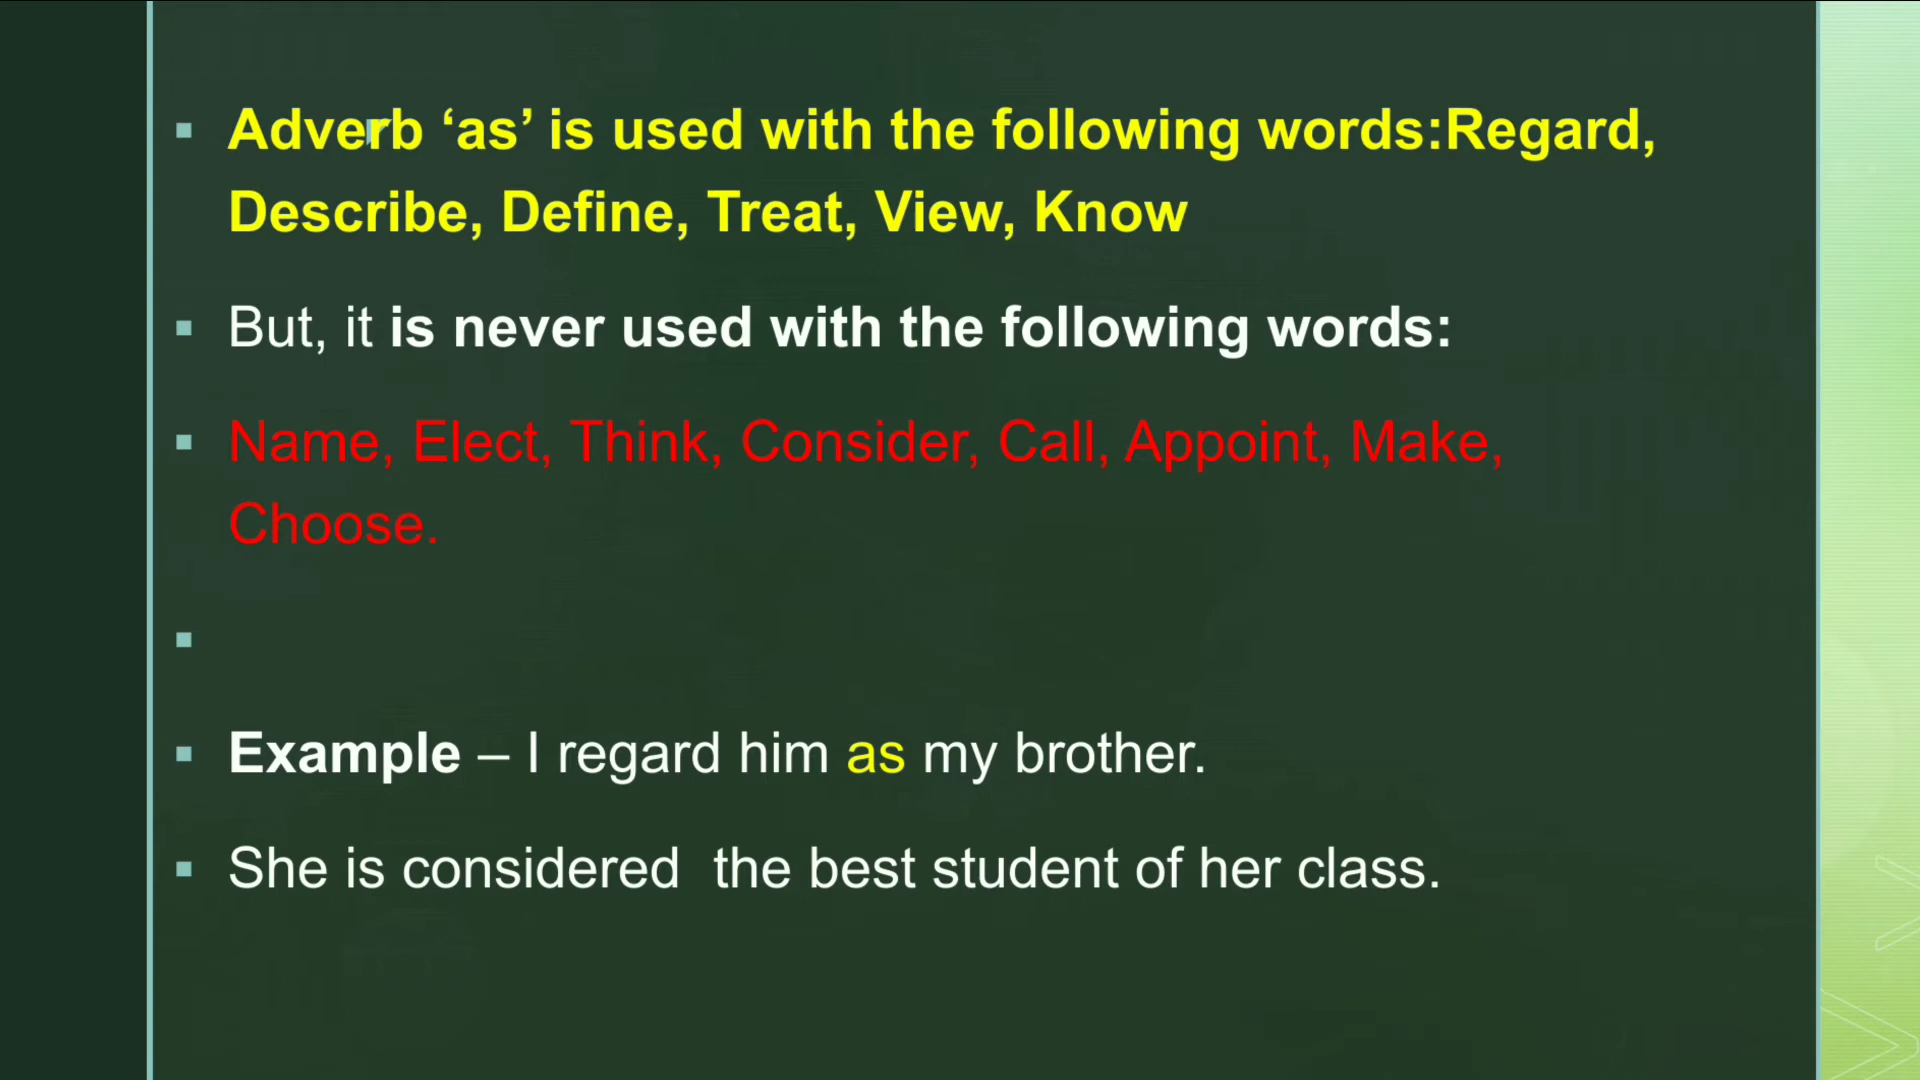 Adverb ‘as’ is used with the following words:Regard,
Describe, Define, Treat, View, Know
But, it is never used with the following words:
Name, Elect, Think, Consider, Call, Appoint, Make,
Choose.
Example – I regard him as my brother.
She is considered  the best student of her class.